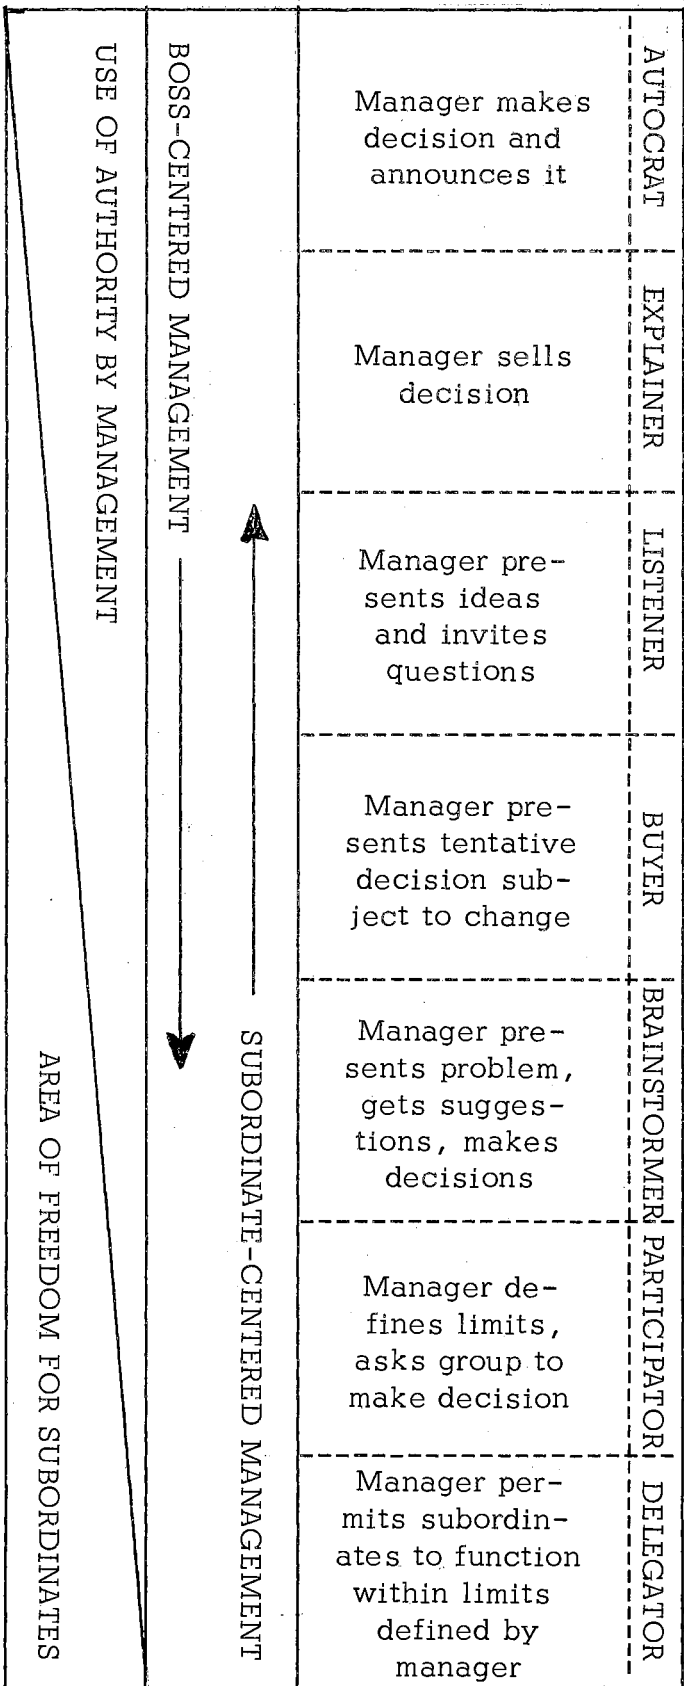 USE OF AUTHORITY BY MANAGEMENT
AREA OF FREEDOM FOR SUBORDINATES
BOSS-CENTERED MANAGEMENT
SUBORDINATE-CENTERED MANAGEMENT
AUTOCRAT
Manager makes
decision and
announces it
EXPLAINER
Manager sells
decision
LISTENER
Manager pre-
sents ideas
and invites
questions
BUYER
Manager pre-
sents tentative
decision sub-
ject to change
BRAINSTORMER
Manager pre-
sents problem,
gets sugges-
tions, makes
decisions
PARTICIPATOR
Manager de-
fines limits,
asks group to
make decision
DELEGATOR
Manager per-
mits subordin-
ates to function
within limits
defined by
manager